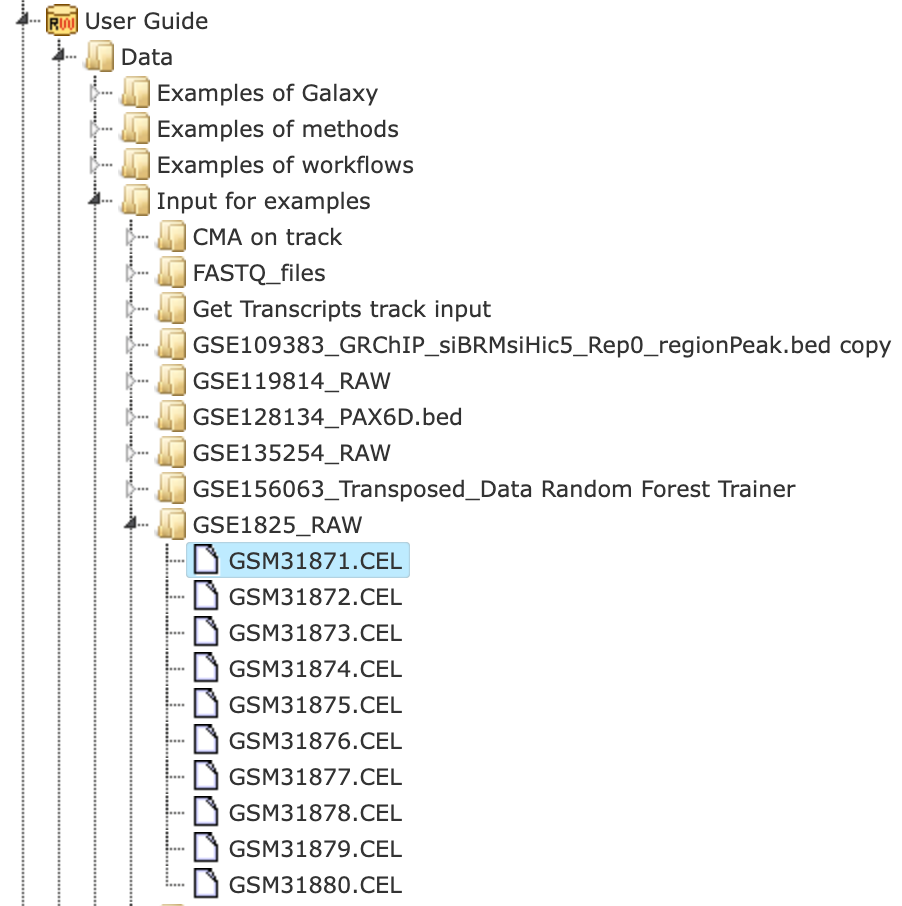 RW User Guide
Data
Examples of Galaxy
Examples of methods
Examples of workflows
Input for examples
CMA on track
FASTQ_files
Get Transcripts track input
GSE109383_GRChIP_siBRMsiHic5_Rep0_regionPeak.bed copy
GSE119814_RAW
GSE128134_PAX6D.bed
GSE135254_RAW
GSE156063_Transposed_Data Random Forest Trainer
GSE1825_RAW
GSM31871.CEL
GSM31872.CEL
GSM31873.CEL
GSM31874.CEL
GSM31875.CEL
GSM31876.CEL
GSM31877.CEL
GSM31878.CEL
GSM31879.CEL
GSM31880.CEL